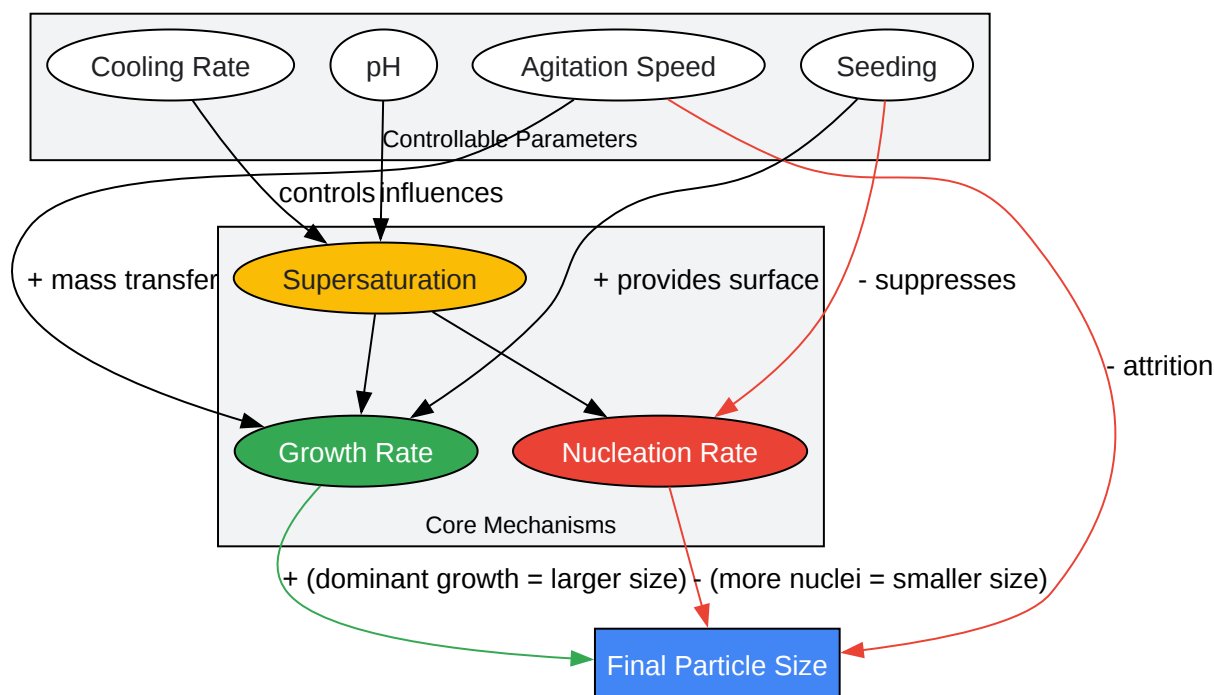 Cooling Rate
pH
Agitation Speed
Seeding
Controllable Parameters
controls
influences
+ mass transfer
Supersaturation
+ provides surface
- suppresses
- attrition
Growth Rate
Nucleation Rate
Core Mechanisms
+ (dominant growth = larger size)
- (more nuclei = smaller size)
Final Particle Size